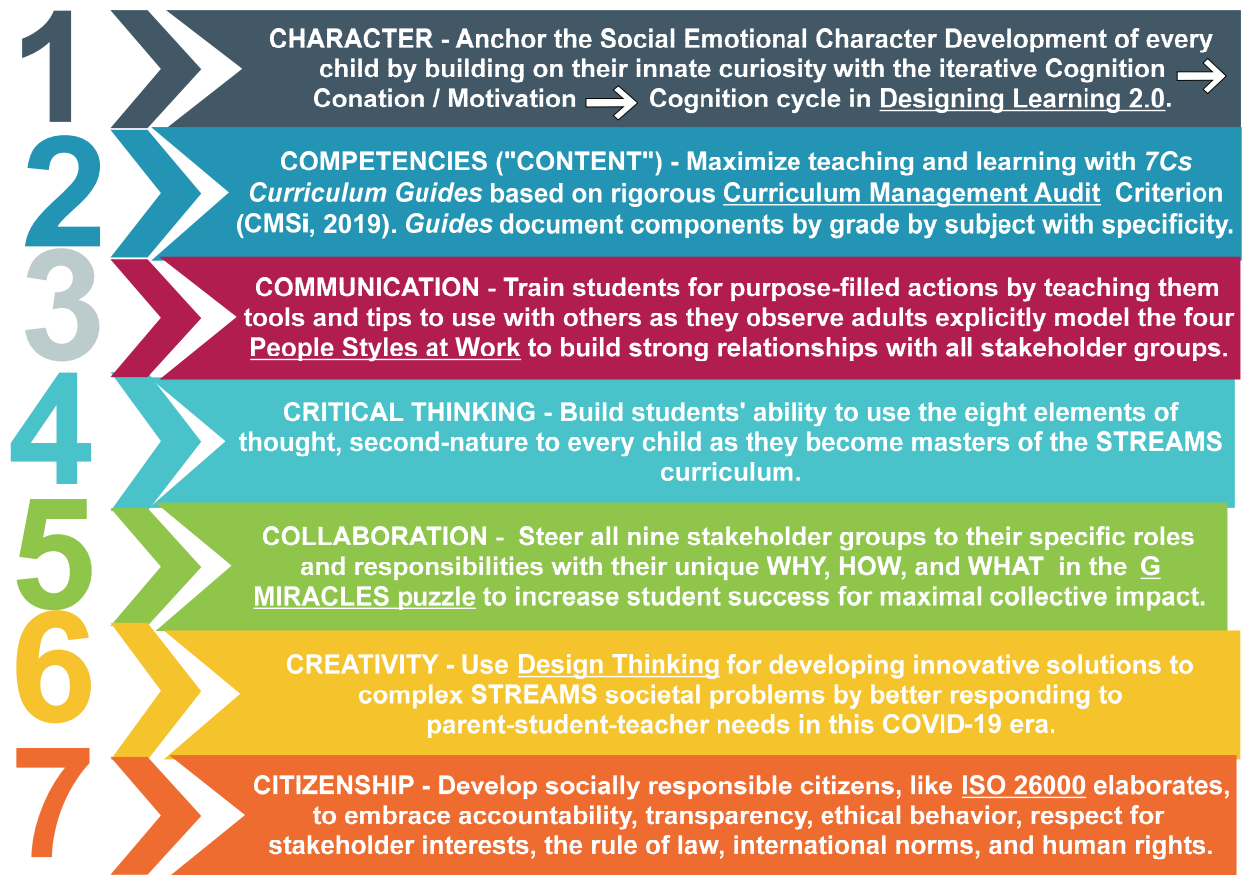 1
CHARACTER - Anchor the Social Emotional Character Development of every
child by building on their innate curiosity with the iterative Cognition →
Conation / Motivation → Cognition cycle in Designing Learning 2.0.
2
COMPETENCIES ("CONTENT") - Maximize teaching and learning with 7Cs
Curriculum Guides based on rigorous Curriculum Management Audit Criterion
(CMSi, 2019). Guides document components by grade by subject with specificity.
3
COMMUNICATION - Train students for purpose-filled actions by teaching them
tools and tips to use with others as they observe adults explicitly model the four
People Styles at Work to build strong relationships with all stakeholder groups.
4
CRITICAL THINKING - Build students' ability to use the eight elements of
thought, second-nature to every child as they become masters of the STREAMS
curriculum.
5
COLLABORATION - Steer all nine stakeholder groups to their specific roles
and responsibilities with their unique WHY, HOW, and WHAT in the G
MIRACLES puzzle to increase student success for maximal collective impact.
6
CREATIVITY - Use Design Thinking for developing innovative solutions to
complex STREAMS societal problems by better responding to
parent-student-teacher needs in this COVID-19 era.
7
CITIZENSHIP - Develop socially responsible citizens, like ISO 26000 elaborates,
to embrace accountability, transparency, ethical behavior, respect for
stakeholder interests, the rule of law, international norms, and human rights.